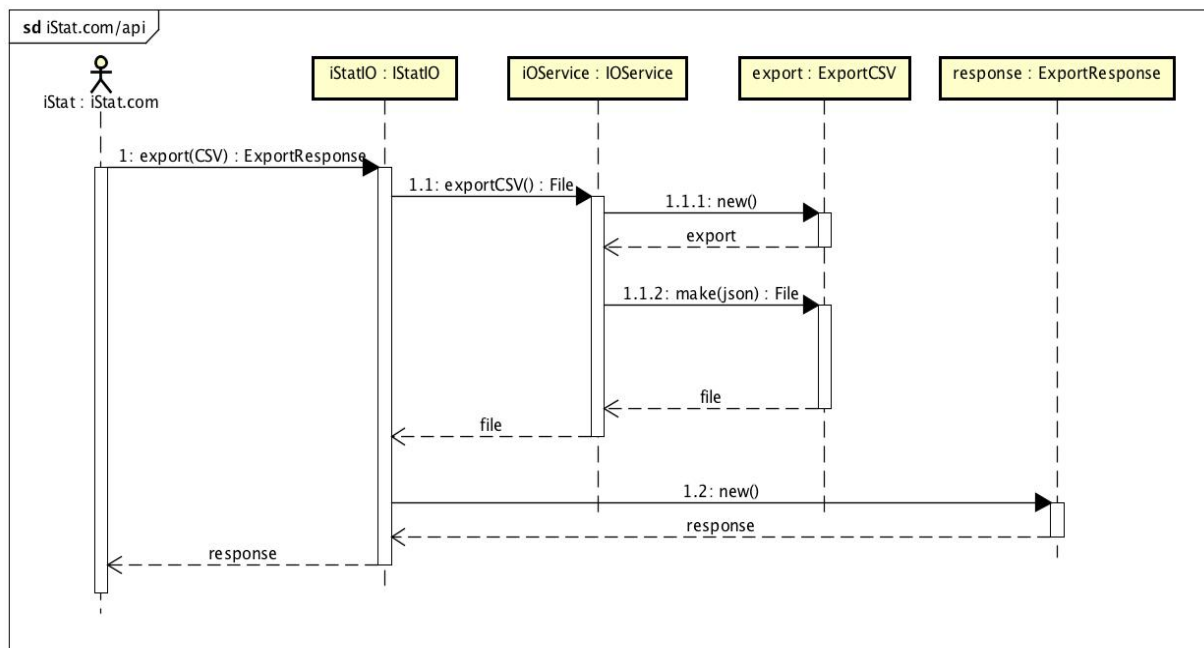 sd iStat.com/api
iStat : iStat.com
iStatIO : IStatIO
iOService : IOService
export : ExportCSV
response : ExportResponse
1: export(CSV) : ExportResponse
1.1: exportCSV() : File
1.1.1: new()
export
1.1.2: make(json) : File
file
file
1.2: new()
response
response